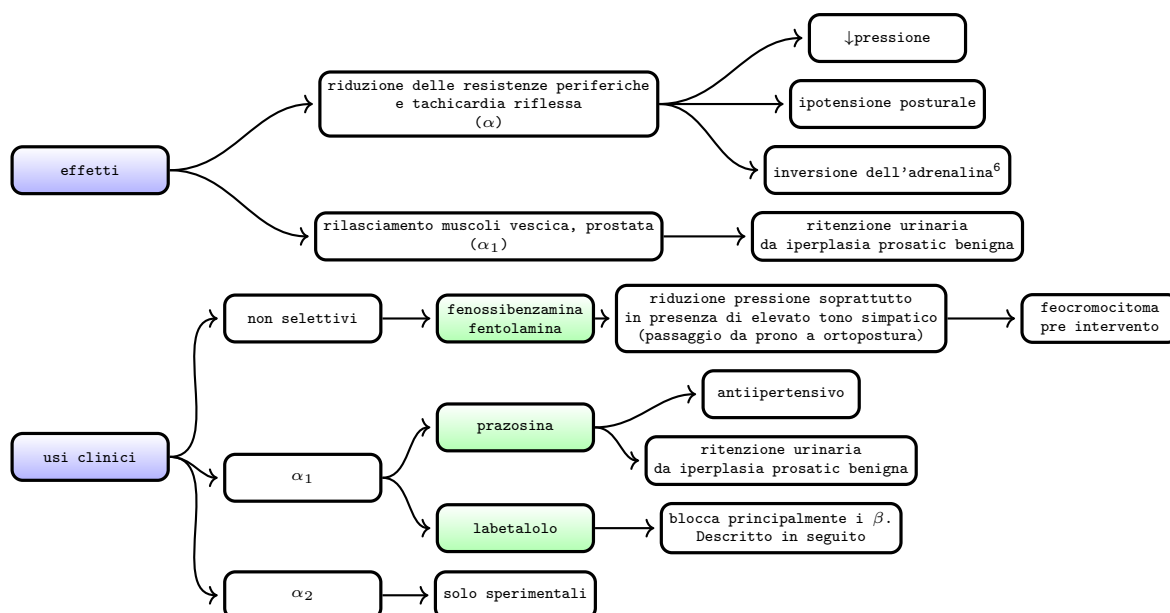 effetti
riduzione delle resistenze periferiche
e tachicardia riflessa
(α)
↓pressione
ipotensione posturale
inversione dell'adrenalina⁶
rilasciamento muscoli vescica, prostata
(α₁)
ritenzione urinaria
da iperplasia prosatic benigna
usi clinici
non selettivi
fenossibenzamina
fentolamina
riduzione pressione soprattutto
in presenza di elevato tono simpatico
(passaggio da prono a ortopostura)
feocromocitoma
pre intervento
α₁
prazosina
antiipertensivo
ritenzione urinaria
da iperplasia prosatic benigna
labetalolo
blocca principalmente i β.
Descritto in seguito
α₂
solo sperimentali